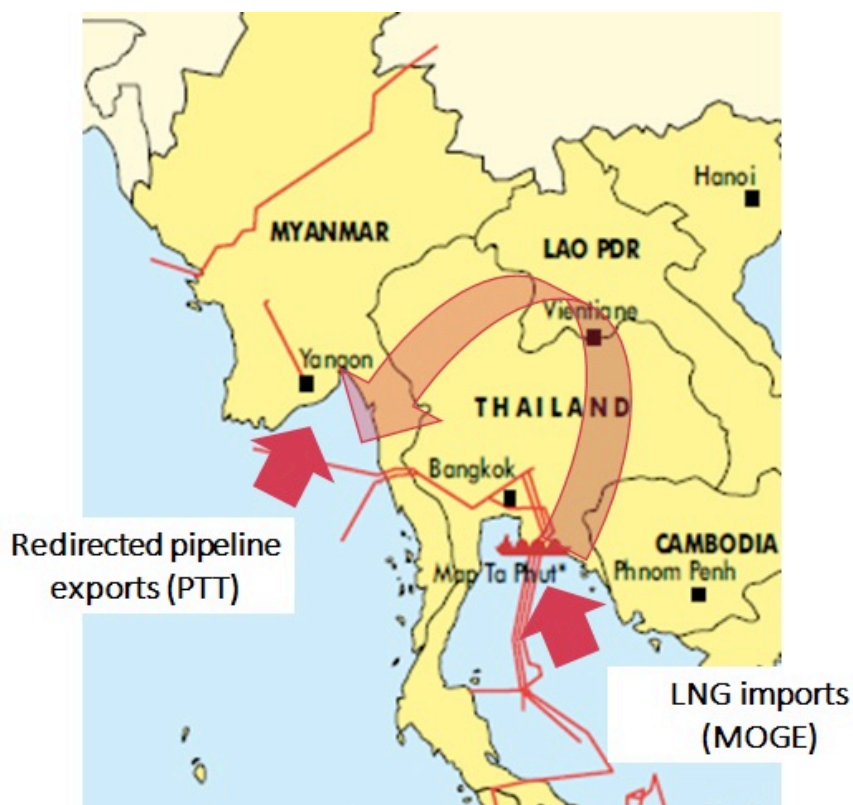 Hanoi
MYANMAR
LAO PDR
Vientiane
Yangon
THAILAND
Bangkok
CAMBODIA
Map Ta Phut*
Phnom Penh
Redirected pipeline
exports (PTT)
LNG imports
(MOGE)